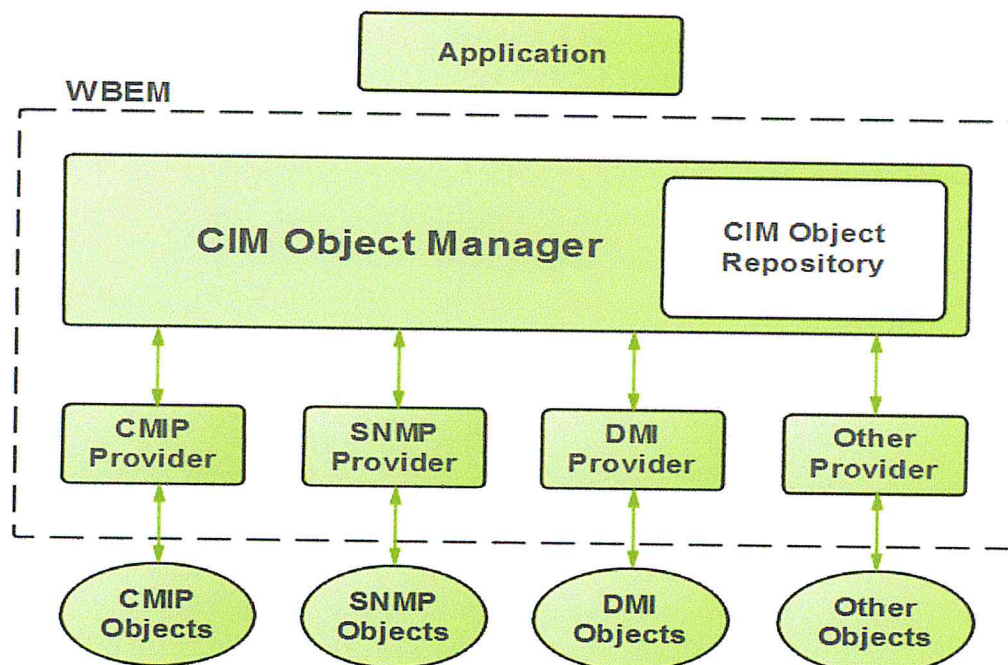 Application
WBEM
CIM Object Manager
CIM Object
Repository
CMIP
Provider
SNMP
Provider
DMI
Provider
Other
Provider
CMIP
Objects
SNMP
Objects
DMI
Objects
Other
Objects